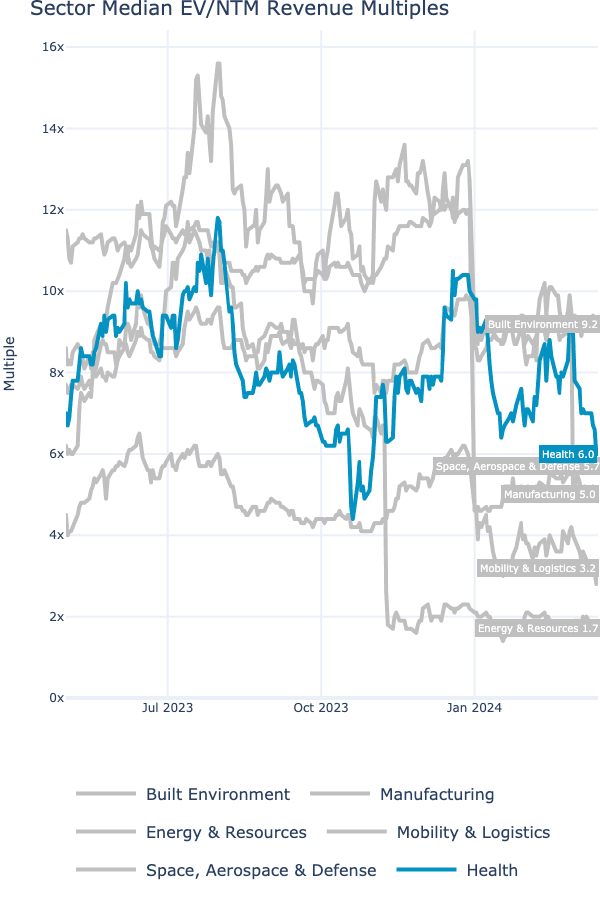 Sector Median EV/NTM Revenue Multiples
16x
14x
12x
10x
8x
6x
4x
2x
0x
Multiple
Built Environment 9.2
Health 6.0
Space, Aerospace & Defense 5.7
Manufacturing 5.0
Mobility & Logistics 3.2
Energy & Resources 1.7
Jul 2023
Oct 2023
Jan 2024
Built Environment
Manufacturing
Energy & Resources
Mobility & Logistics
Space, Aerospace & Defense
Health